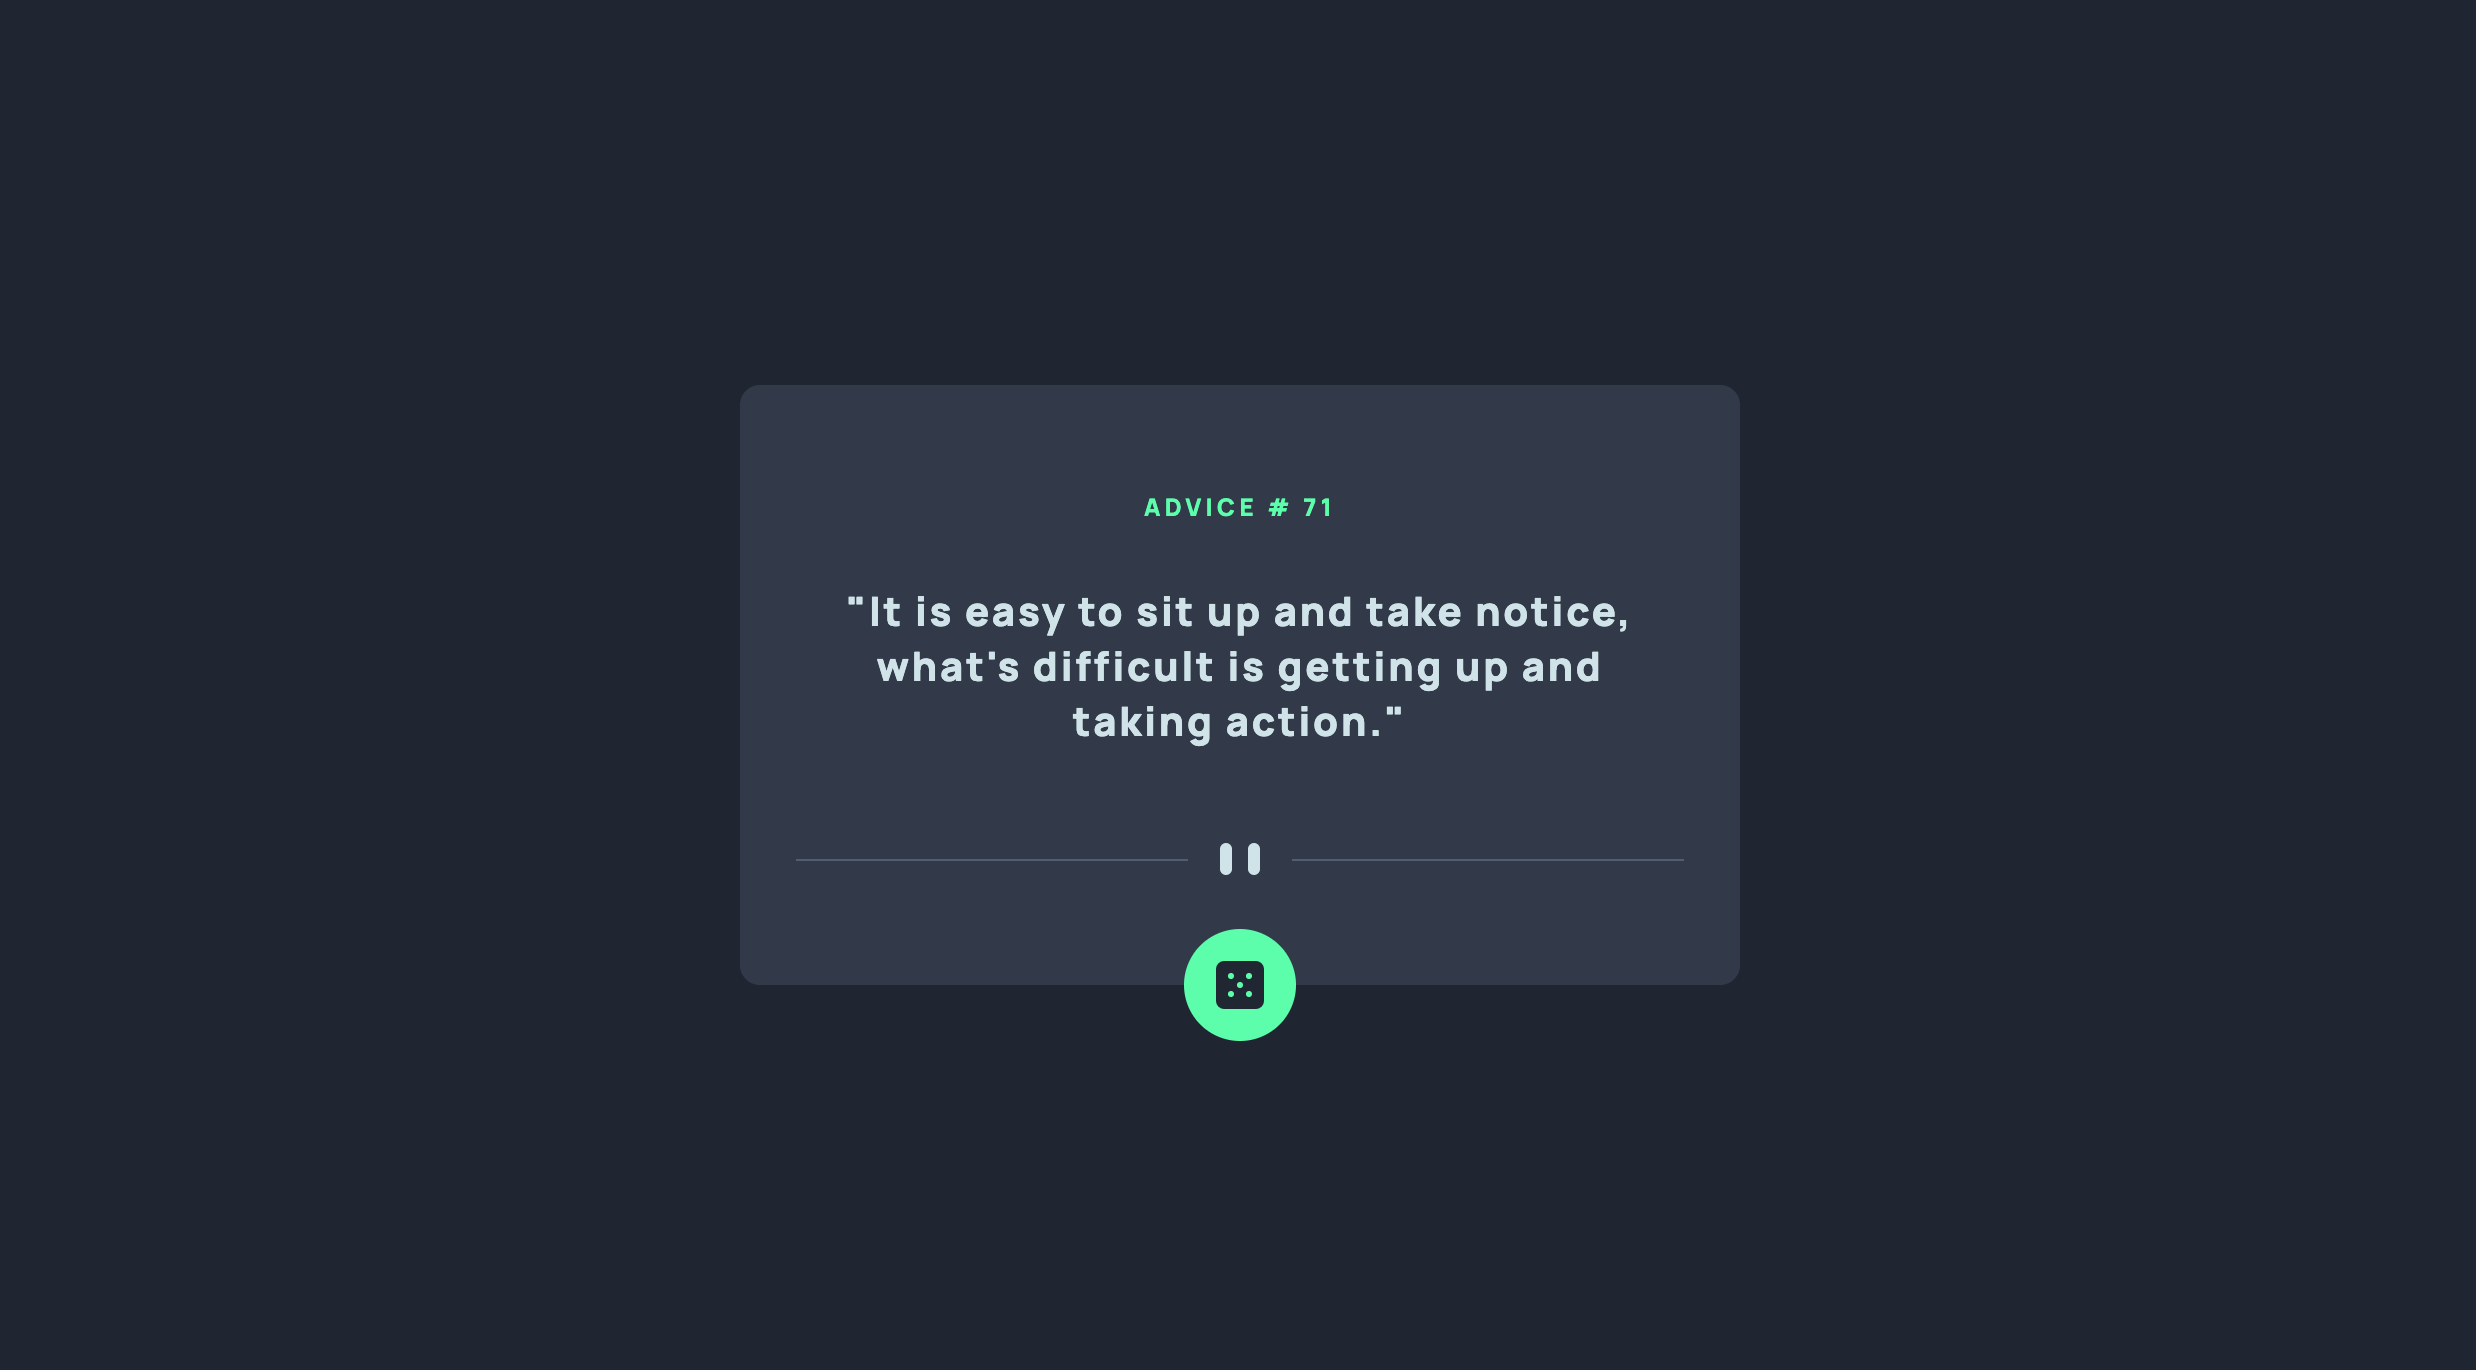 ADVICE # 71
"It is easy to sit up and take notice,
what's difficult is getting up and
taking action."